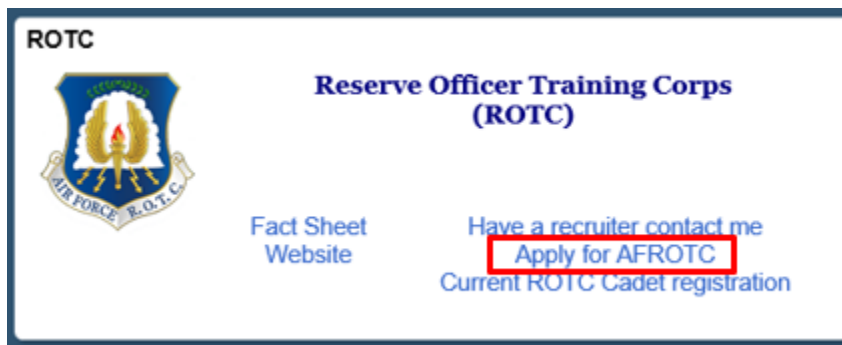 ROTC
Reserve Officer Training Corps
(ROTC)
AIR FORCE R.O.T.C.
Fact Sheet
Have a recruiter contact me
Website
Apply for AFROTC
Current ROTC Cadet registration